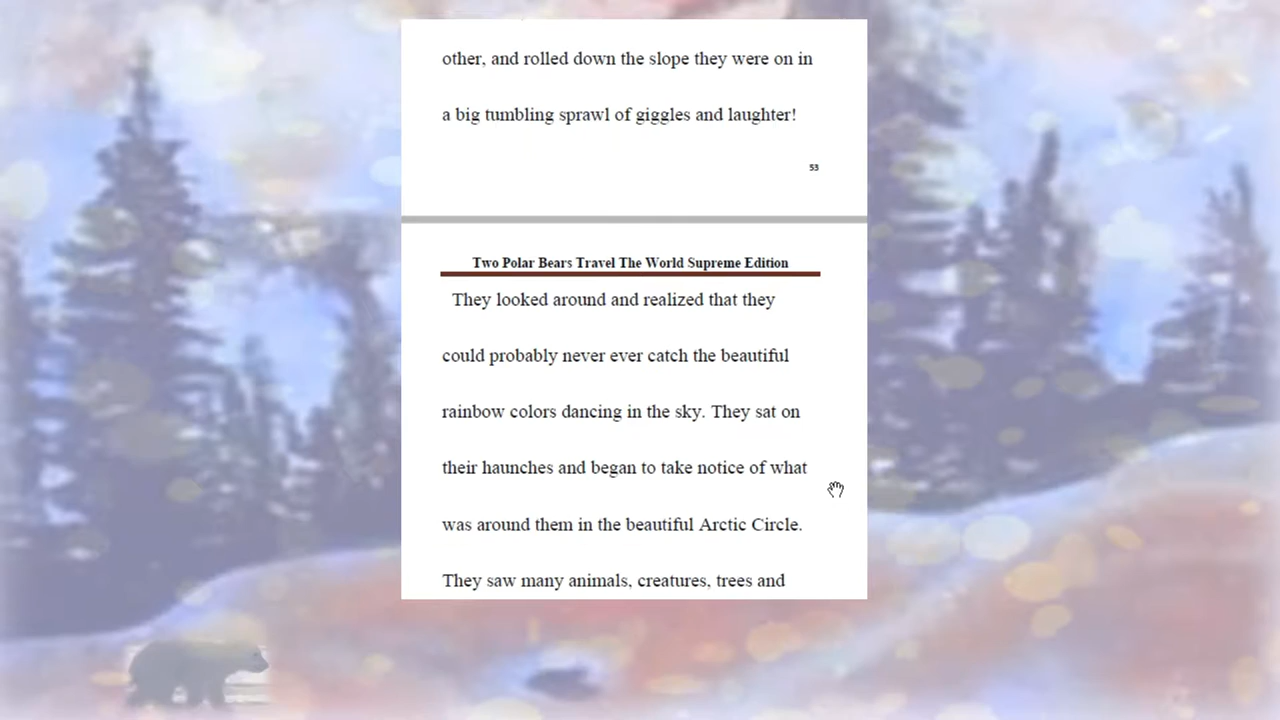 other, and rolled down the slope they were on in
a big tumbling sprawl of giggles and laughter!
53
Two Polar Bears Travel The World Supreme Edition
They looked around and realized that they
could probably never ever catch the beautiful
rainbow colors dancing in the sky. They sat on
their haunches and began to take notice of what
was around them in the beautiful Arctic Circle.
They saw many animals, creatures, trees and